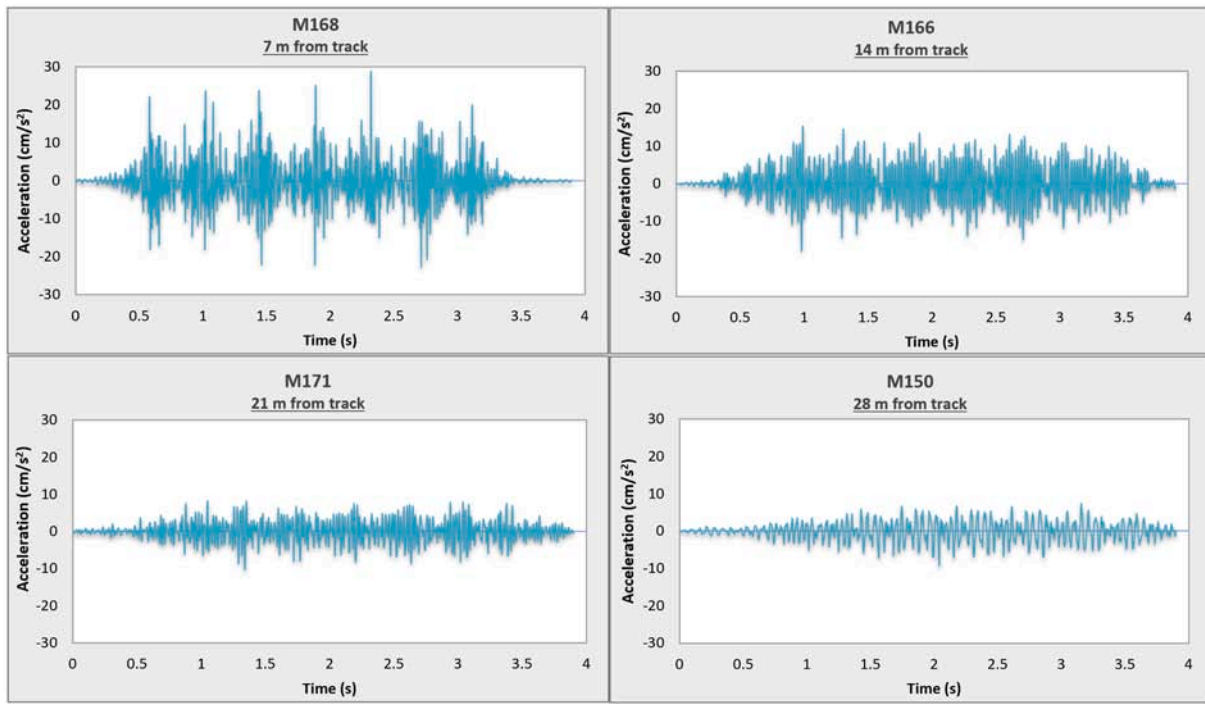 M168
7 m from track
Acceleration (cm/s²)
30
20
10
0
-10
-20
-30
0 0.5 1 1.5 2 2.5 3 3.5 4
Time (s)
M166
14 m from track
Acceleration (cm/s²)
30
20
10
0
-10
-20
-30
0 0.5 1 1.5 2 2.5 3 3.5 4
Time (s)
M171
21 m from track
Acceleration (cm/s²)
30
20
10
0
-10
-20
-30
0 0.5 1 1.5 2 2.5 3 3.5 4
Time (s)
M150
28 m from track
Acceleration (cm/s²)
30
20
10
0
-10
-20
-30
0 0.5 1 1.5 2 2.5 3 3.5 4
Time (s)